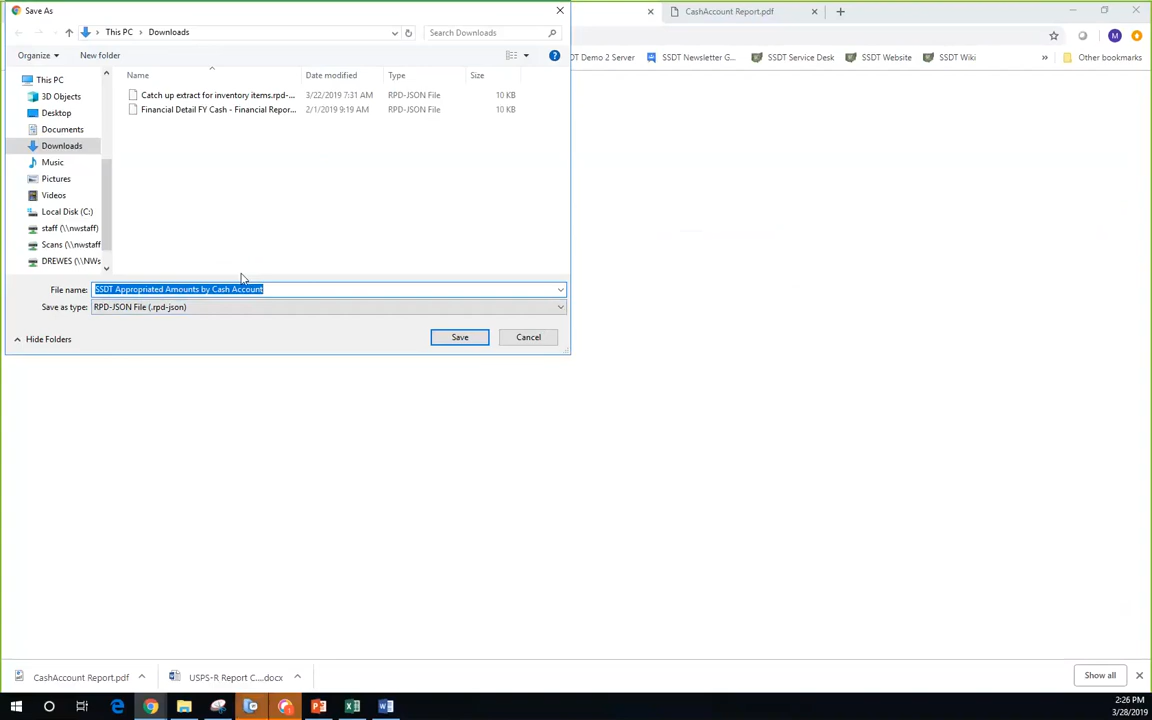 Save As
CashAccount Report.pdf
This PC
Downloads
Search Downloads
M
Organize
New folder
?
DT Demo 2 Server
SSDT Newsletter G...
SSDT Service Desk
SSDT Website
SSDT Wiki
»
Other bookmarks
This PC
3D Objects
Desktop
Documents
Downloads
Music
Pictures
Videos
Local Disk (C:)
staff (\\nwstaff)
Scans (\\nwstaff
DREWES (\\NWs
Name
Date modified
Type
Size
Catch up extract for inventory items.rpd-...
3/22/2019 7:31 AM
RPD-JSON File
10 KB
Financial Detail FY Cash - Financial Repor...
2/1/2019 9:19 AM
RPD-JSON File
10 KB
File name:
SSDT Appropriated Amounts by Cash Account
Save as type:
RPD-JSON File (.rpd-json)
Hide Folders
Save
Cancel
CashAccount Report.pdf
USPS-R Report C....docx
Show all
2:26 PM
3/28/2019